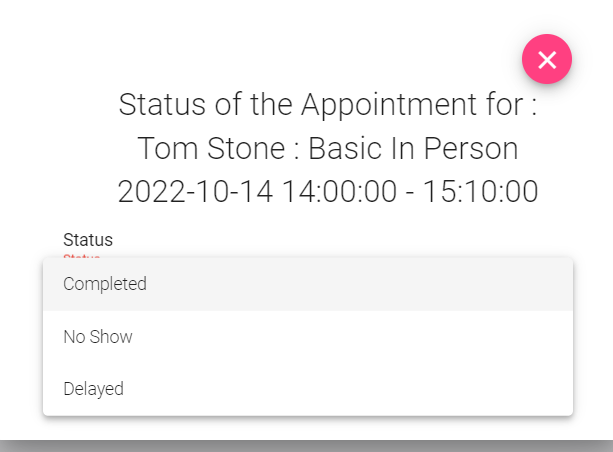 Status of the Appointment for :
Tom Stone : Basic In Person
2022-10-14 14:00:00 - 15:10:00
Status
Status
Completed
No Show
Delayed